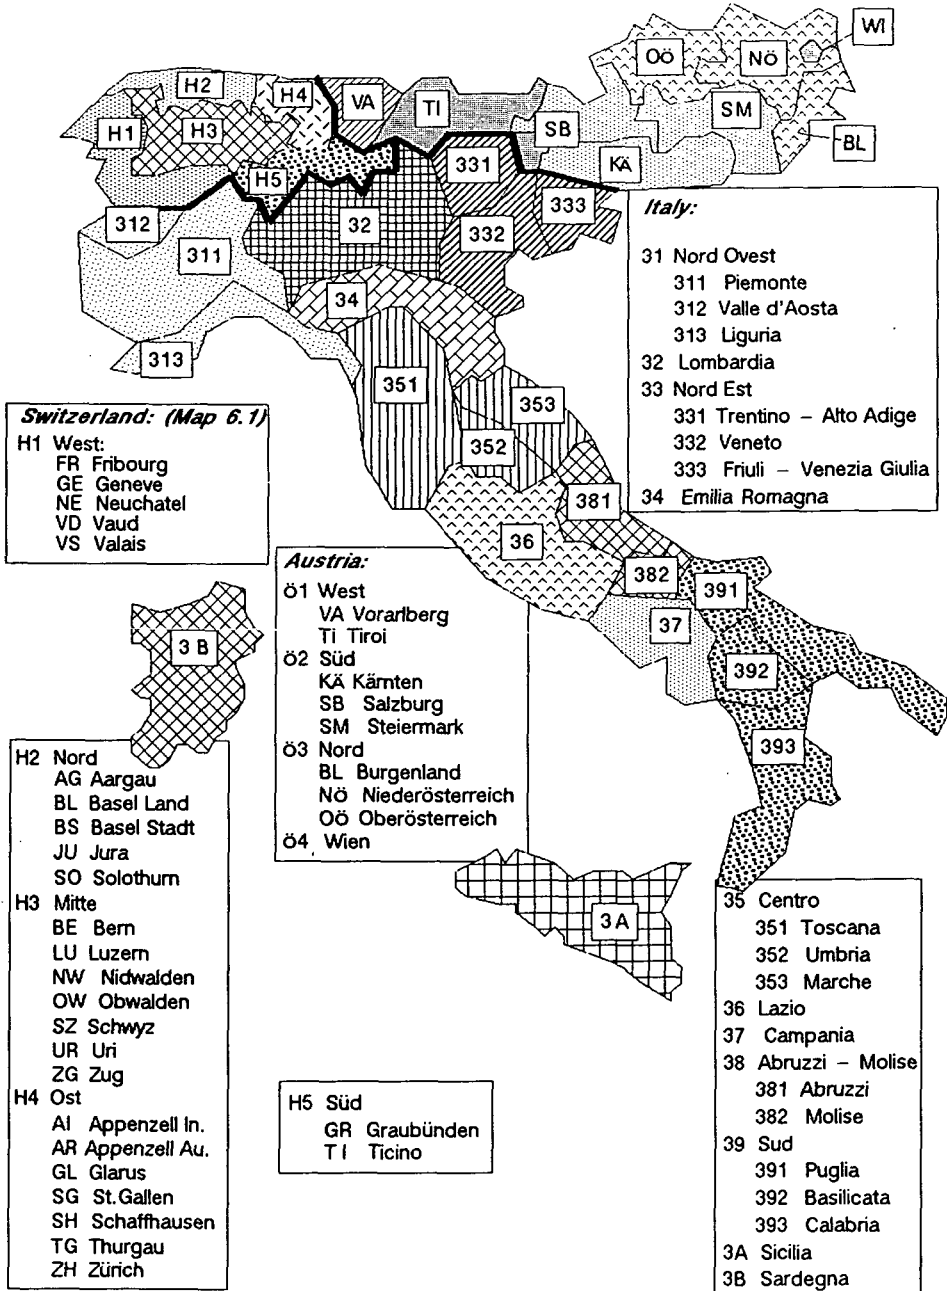 WI
OÖ
NÖ
H2
H4
VA
TI
SM
H1
H3
SB
BL
331
KÄ
H5
333
312
32
332
311
34
313
351
353
352
381
36
382
391
37
392
393
3 B
3A
Italy:
31 Nord Ovest
311 Piemonte
312 Valle d'Aosta
313 Liguria
32 Lombardia
33 Nord Est
331 Trentino – Alto Adige
332 Veneto
333 Friuli – Venezia Giulia
34 Emilia Romagna
Switzerland: (Map 6.1)
H1 West:
FR Fribourg
GE Geneve
NE Neuchatel
VD Vaud
VS Valais
Austria:
ö1 West
VA Vorarlberg
Ti Tiroi
ö2 Süd
KÄ Kärnten
SB Salzburg
SM Steiermark
ö3 Nord
BL Burgenland
NÖ Niederösterreich
OÖ Oberösterreich
ö4 Wien
H2 Nord
AG Aargau
BL Basel Land
BS Basel Stadt
JU Jura
SO Solothurn
H3 Mitte
BE Bern
LU Luzern
NW Nidwalden
OW Obwalden
SZ Schwyz
UR Uri
ZG Zug
H4 Ost
AI Appenzell In.
AR Appenzell Au.
GL Glarus
SG St.Gallen
SH Schaffhausen
TG Thurgau
ZH Zürich
H5 Süd
GR Graubünden
TI Ticino
35 Centro
351 Toscana
352 Umbria
353 Marche
36 Lazio
37 Campania
38 Abruzzi – Molise
381 Abruzzi
382 Molise
39 Sud
391 Puglia
392 Basilicata
393 Calabria
3A Sicilia
3B Sardegna